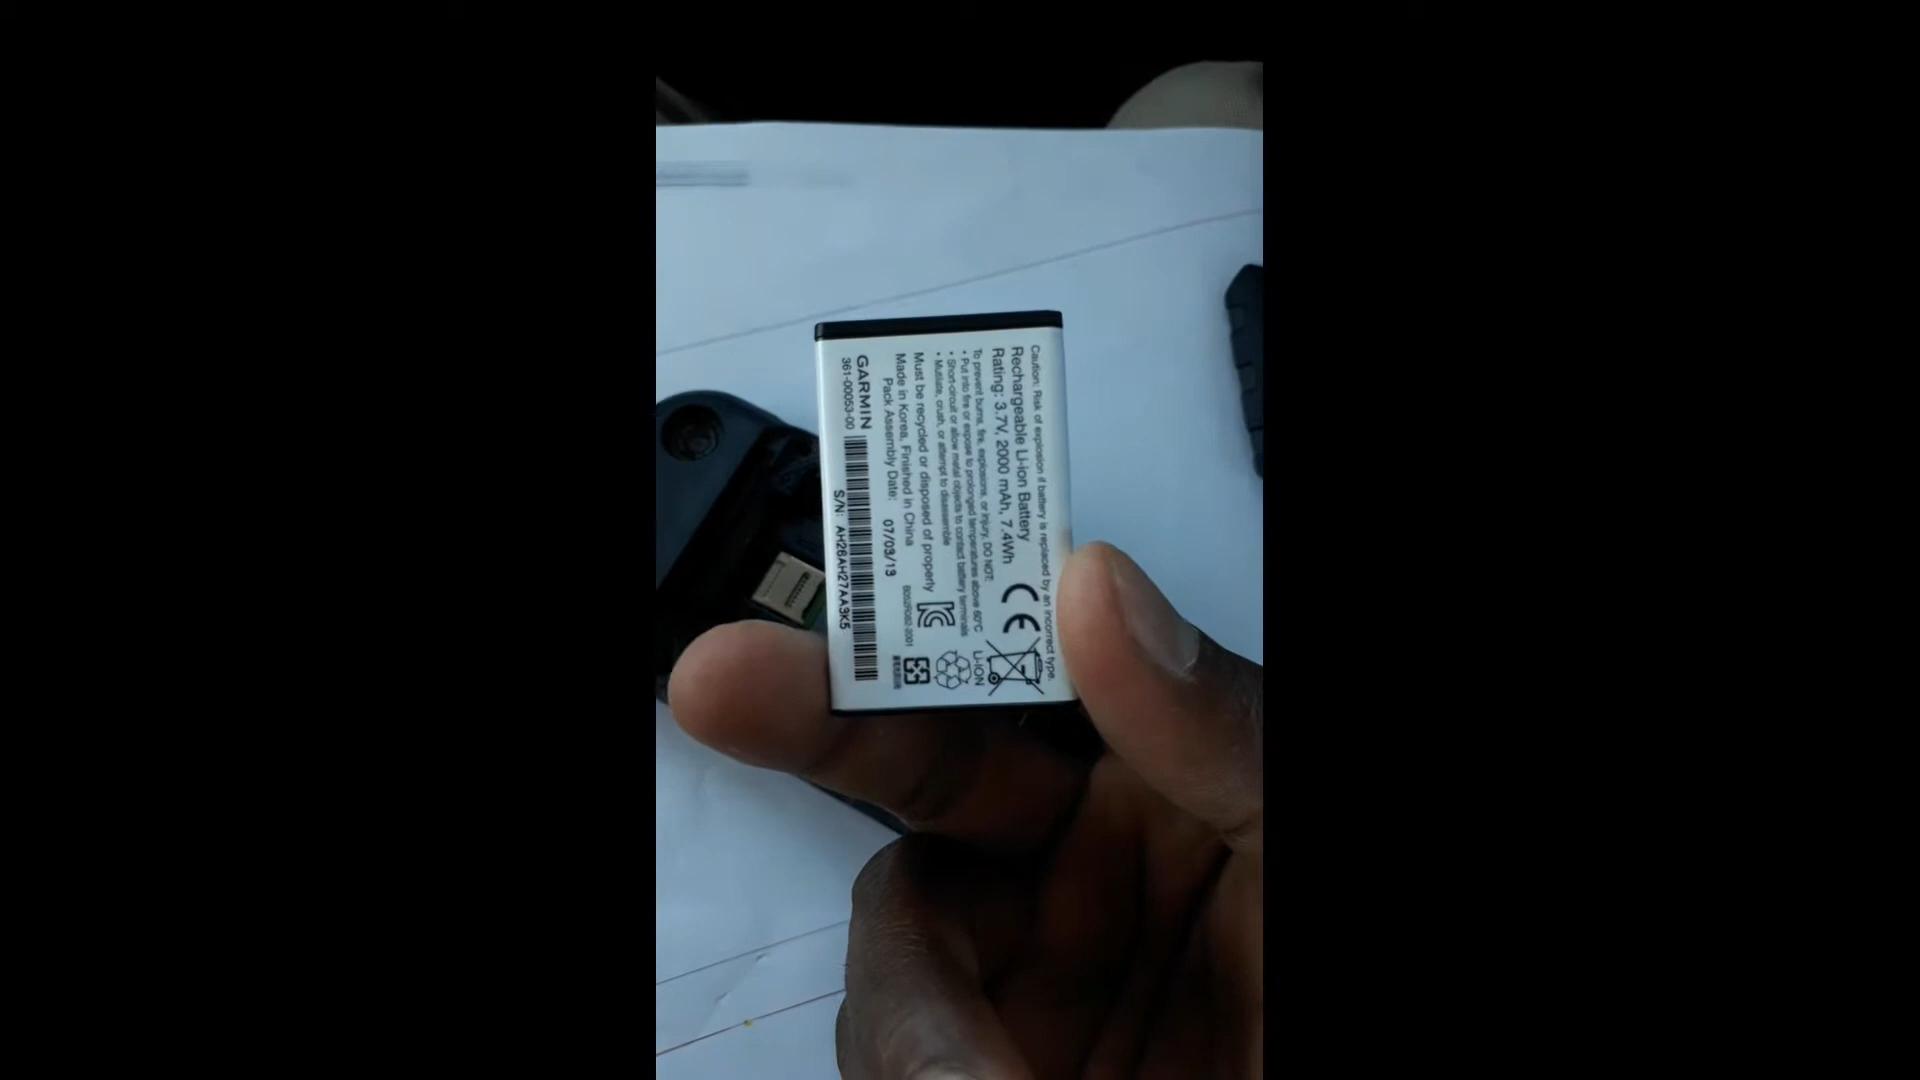 Caution: Risk of explosion if battery is replaced by an incorrect type.
Rechargeable Li-ion Battery
Rating: 3.7V, 2000 mAh, 7.4Wh
To prevent burns, fire, explosions, or injury, DO NOT:
• Put into fire or expose to prolonged temperatures above 60°C
• Short-circuit or allow metal objects to contact battery terminals
• Mutilate, crush, or attempt to disassemble
Must be recycled or disposed of properly
Made in Korea, Finished in China
Pack Assembly Date: 07/03/13
GARMIN
361-00053-00
S/N: AH26AH27AA3K5
CE
Li-ION